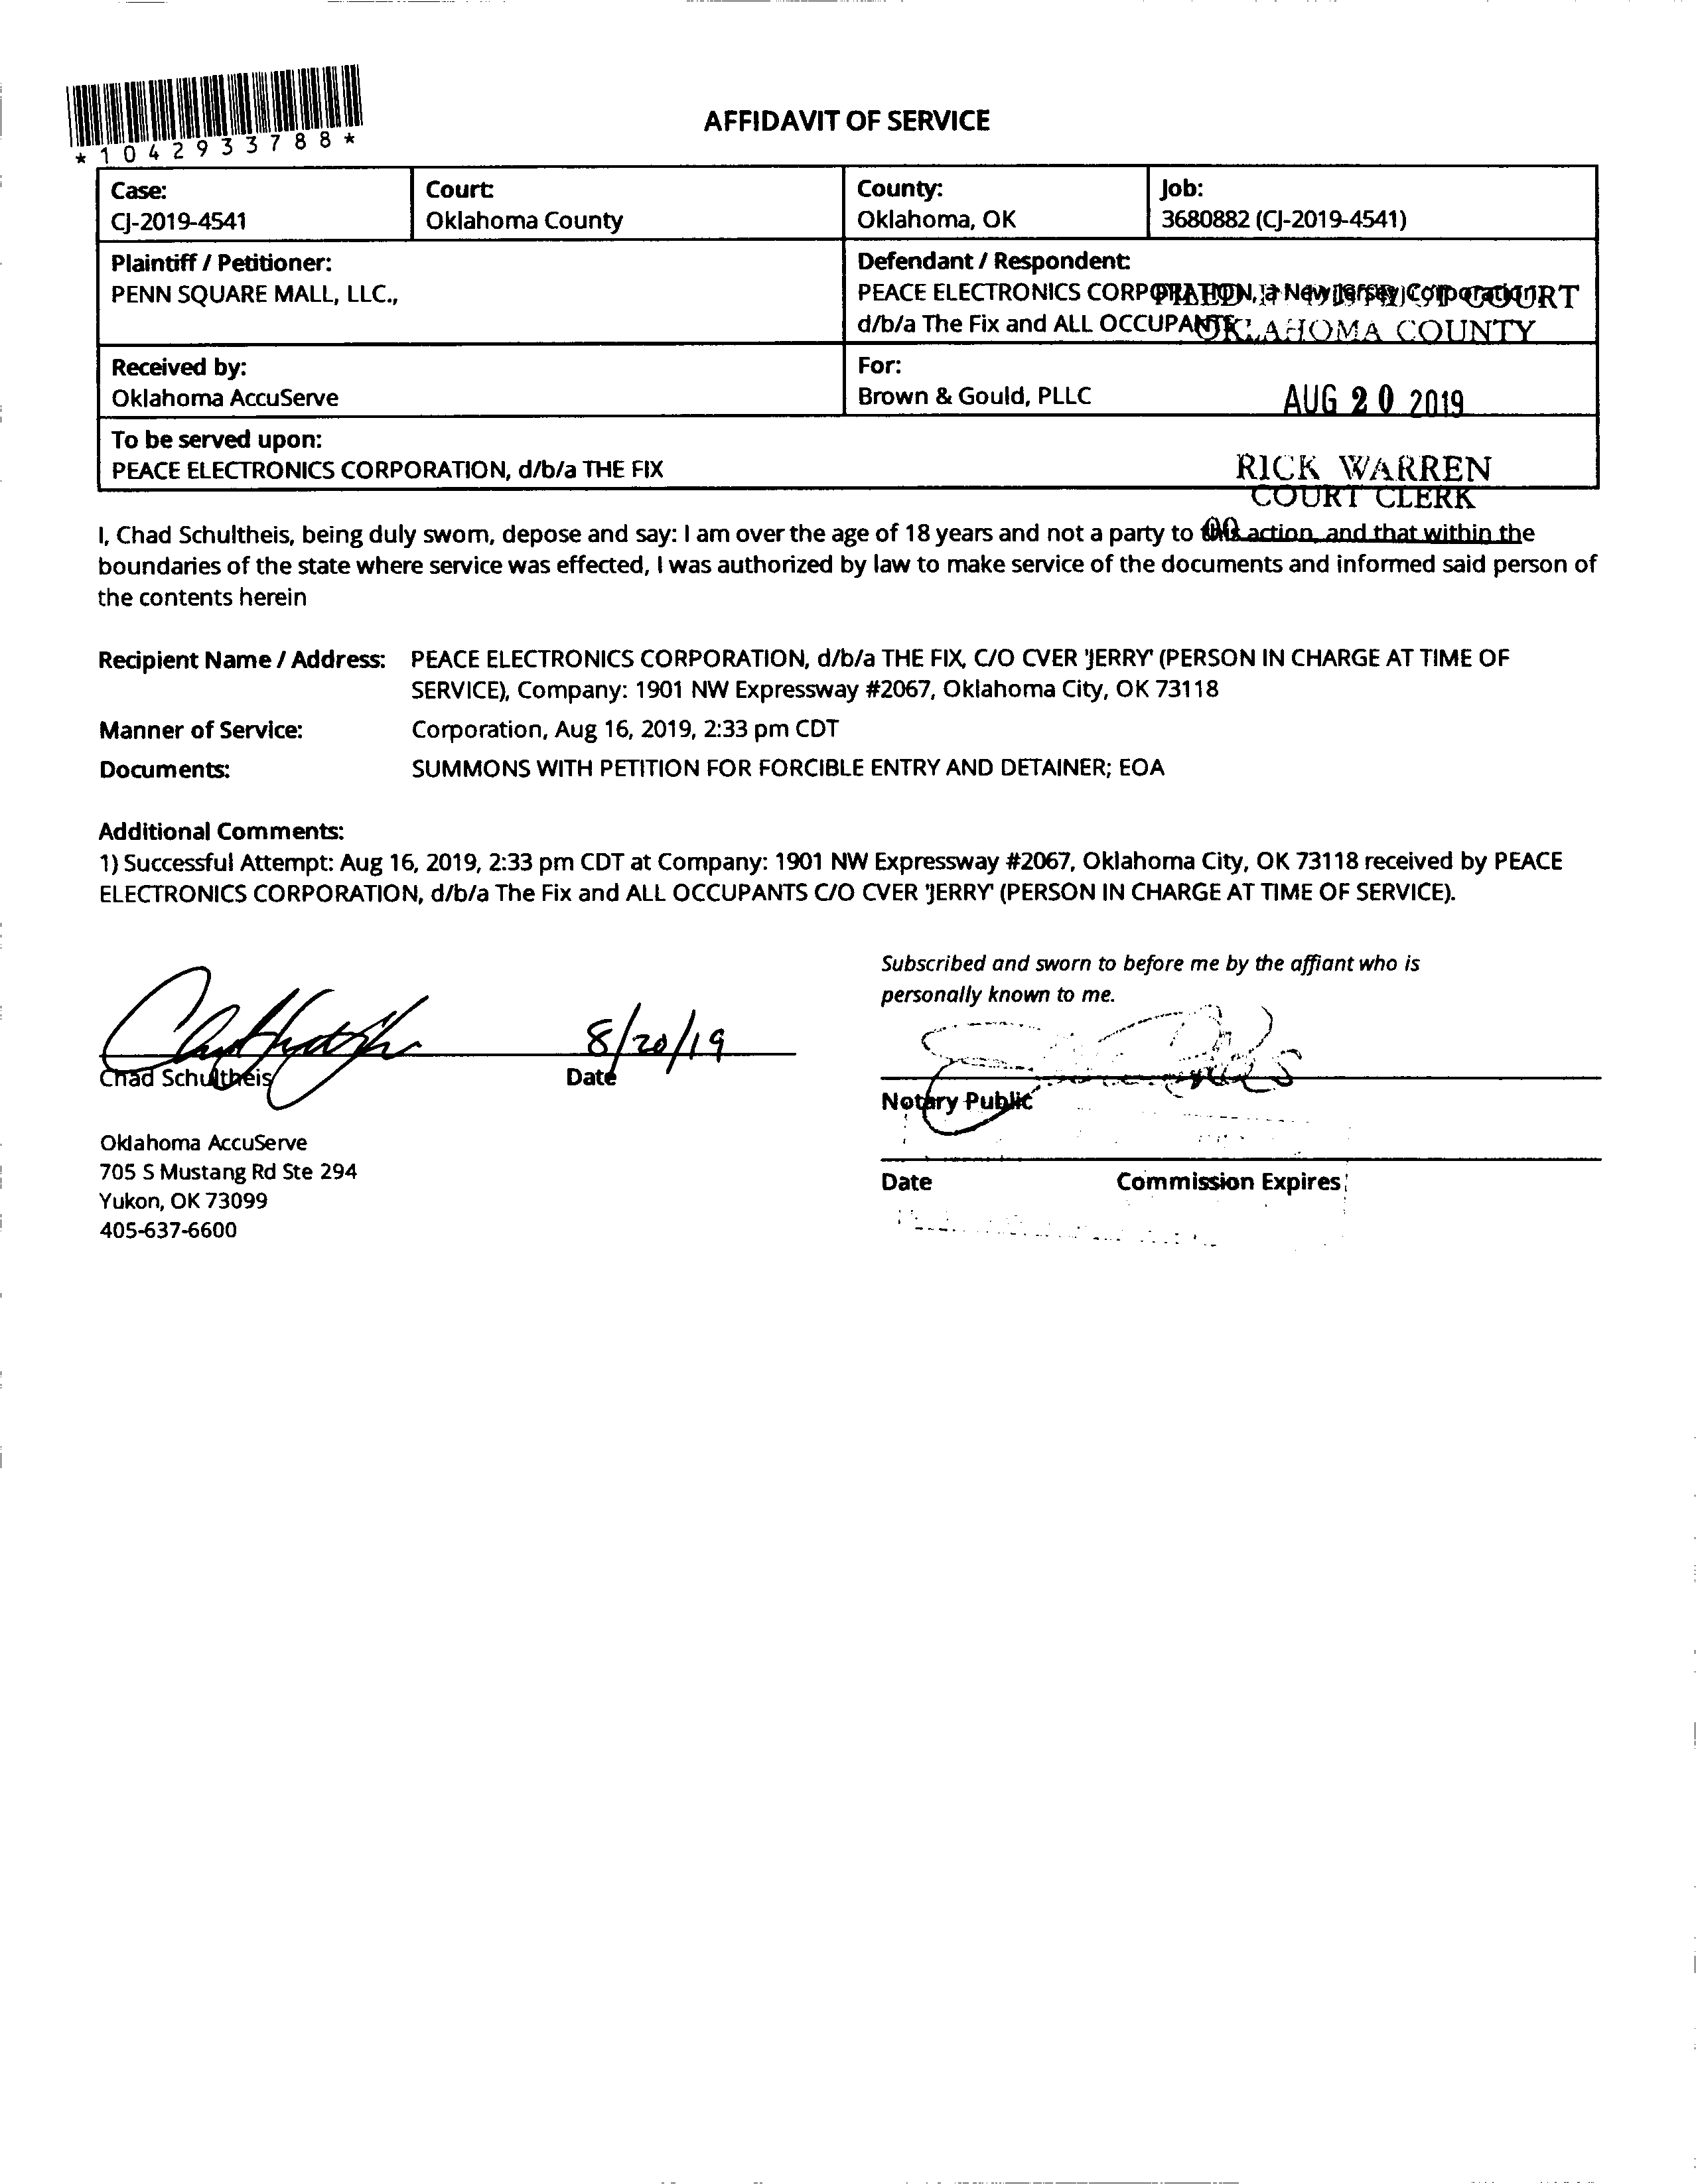 *1042933788*
AFFIDAVIT OF SERVICE
Case:
CJ-2019-4541
Court:
Oklahoma County
County:
Oklahoma, OK
Job:
3680882 (CJ-2019-4541)
Plaintiff / Petitioner:
PENN SQUARE MALL, LLC.,
Defendant / Respondent:
PEACE ELECTRONICS CORPORATION, a New Jersey Corporation,
d/b/a The Fix and ALL OCCUPANTS
FILED IN DISTRICT COURT
OKLAHOMA COUNTY
Received by:
Oklahoma AccuServe
For:
Brown & Gould, PLLC
AUG 20 2019
To be served upon:
PEACE ELECTRONICS CORPORATION, d/b/a THE FIX
RICK WARREN
COURT CLERK
I, Chad Schultheis, being duly sworn, depose and say: I am over the age of 18 years and not a party to this action, and that within the
boundaries of the state where service was effected, I was authorized by law to make service of the documents and informed said person of
the contents herein
Recipient Name / Address: PEACE ELECTRONICS CORPORATION, d/b/a THE FIX, C/O CVER 'JERRY' (PERSON IN CHARGE AT TIME OF
SERVICE), Company: 1901 NW Expressway #2067, Oklahoma City, OK 73118
Manner of Service: Corporation, Aug 16, 2019, 2:33 pm CDT
Documents: SUMMONS WITH PETITION FOR FORCIBLE ENTRY AND DETAINER; EOA
Additional Comments:
1) Successful Attempt: Aug 16, 2019, 2:33 pm CDT at Company: 1901 NW Expressway #2067, Oklahoma City, OK 73118 received by PEACE
ELECTRONICS CORPORATION, d/b/a The Fix and ALL OCCUPANTS C/O CVER 'JERRY' (PERSON IN CHARGE AT TIME OF SERVICE).
Subscribed and sworn to before me by the affiant who is
personally known to me.
8/20/19
Chad Schultheis
Date
Notary Public
Oklahoma AccuServe
705 S Mustang Rd Ste 294
Yukon, OK 73099
405-637-6600
Date
Commission Expires